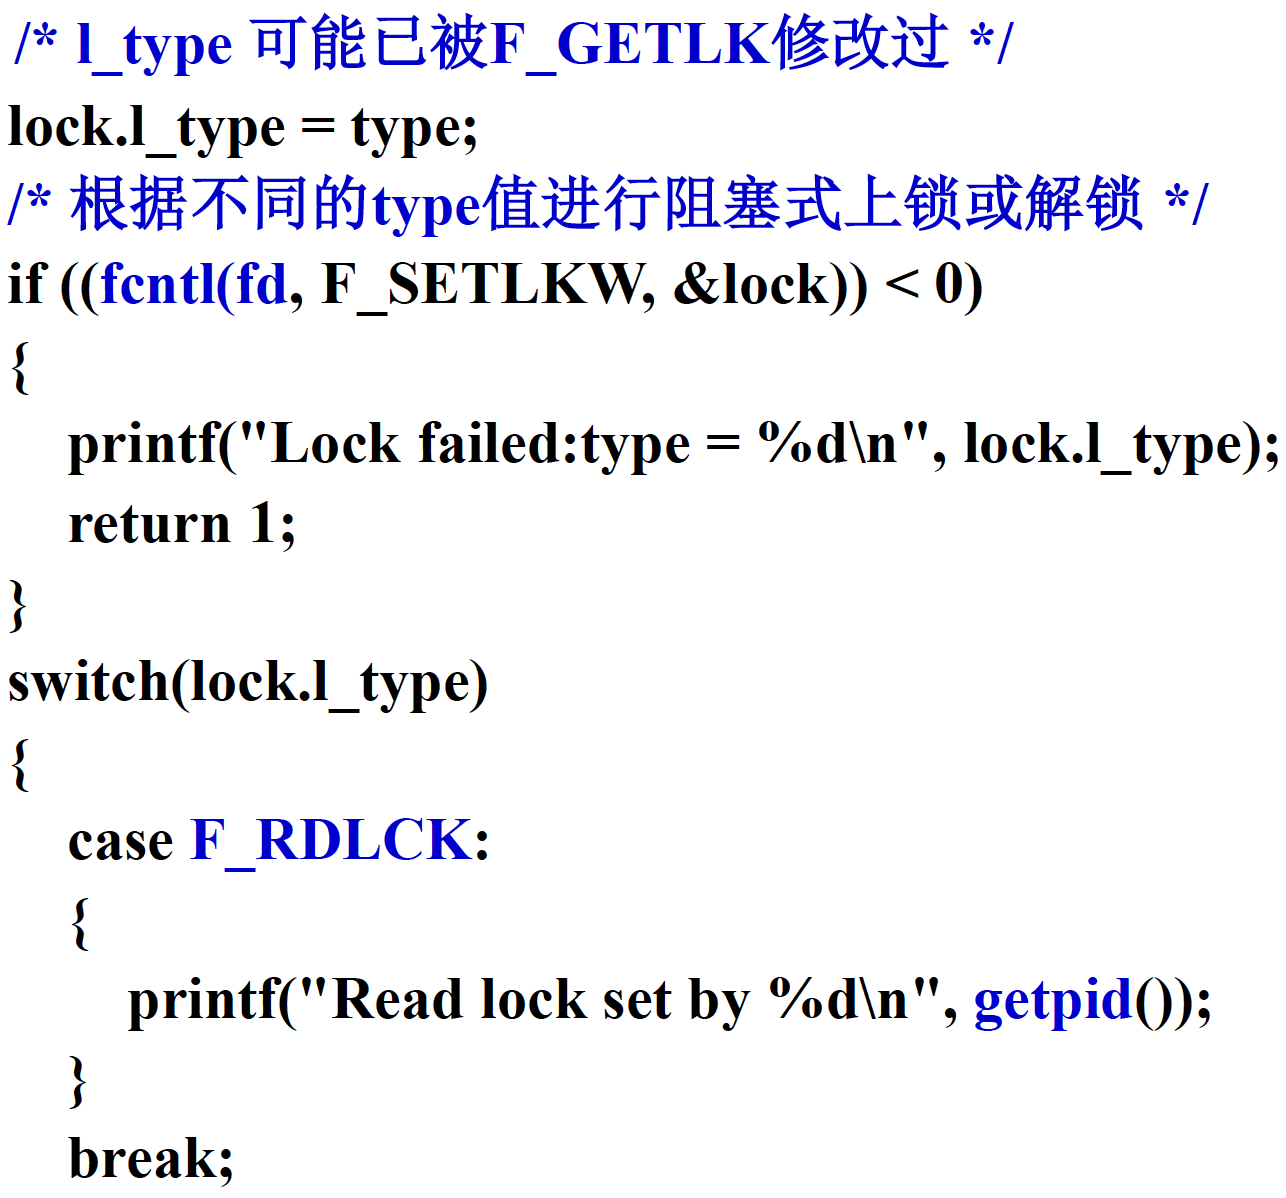 /* l_type 可能已被F_GETLK修改过 */
lock.l_type = type;
/* 根据不同的type值进行阻塞式上锁或解锁 */
if ((fcntl(fd, F_SETLKW, &lock)) < 0)
{
printf("Lock failed:type = %d\n", lock.l_type);
return 1;
}
switch(lock.l_type)
{
case F_RDLCK:
{
printf("Read lock set by %d\n", getpid());
}
break;